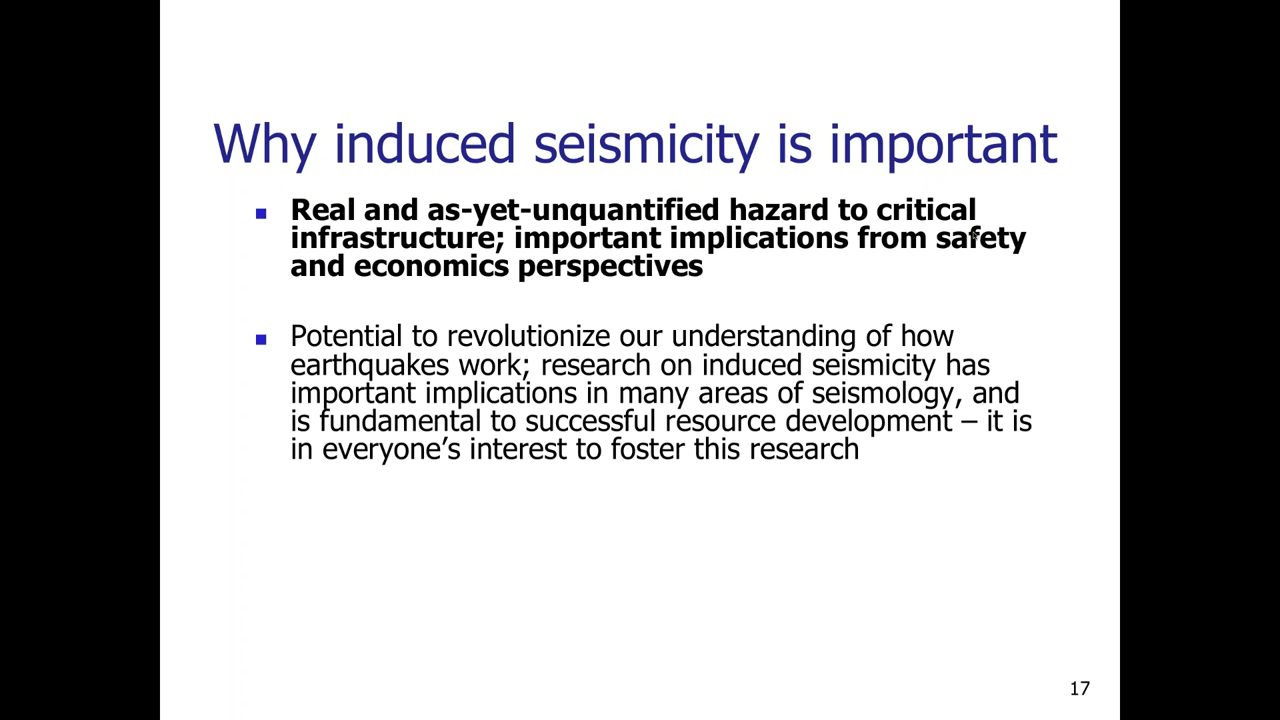 Why induced seismicity is important
Real and as-yet-unquantified hazard to critical
infrastructure; important implications from safety
and economics perspectives
Potential to revolutionize our understanding of how
earthquakes work; research on induced seismicity has
important implications in many areas of seismology, and
is fundamental to successful resource development – it is
in everyone’s interest to foster this research
17